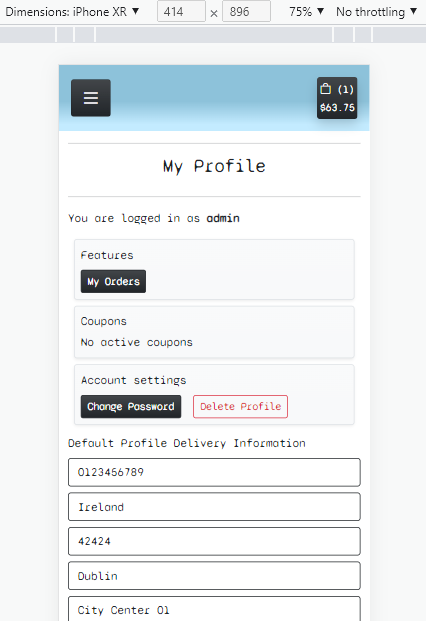 Dimensions: iPhone XR ▼ 414 × 896 75% ▼ No throttling ▼
(1)
$63.75
My Profile
You are logged in as admin
Features
My Orders
Coupons
No active coupons
Account settings
Change Password Delete Profile
Default Profile Delivery Information
0123456789
Ireland
42424
Dublin
City Center 01